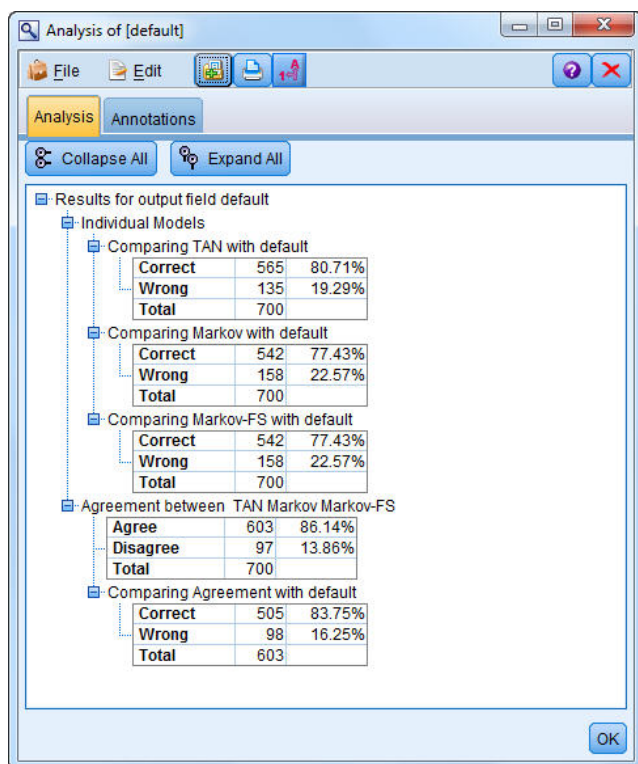 Analysis of [default]
File Edit
Analysis Annotations
Collapse All Expand All
Results for output field default
Individual Models
Comparing TAN with default
Correct 565 80.71%
Wrong 135 19.29%
Total 700
Comparing Markov with default
Correct 542 77.43%
Wrong 158 22.57%
Total 700
Comparing Markov-FS with default
Correct 542 77.43%
Wrong 158 22.57%
Total 700
Agreement between TAN Markov Markov-FS
Agree 603 86.14%
Disagree 97 13.86%
Total 700
Comparing Agreement with default
Correct 505 83.75%
Wrong 98 16.25%
Total 603
OK